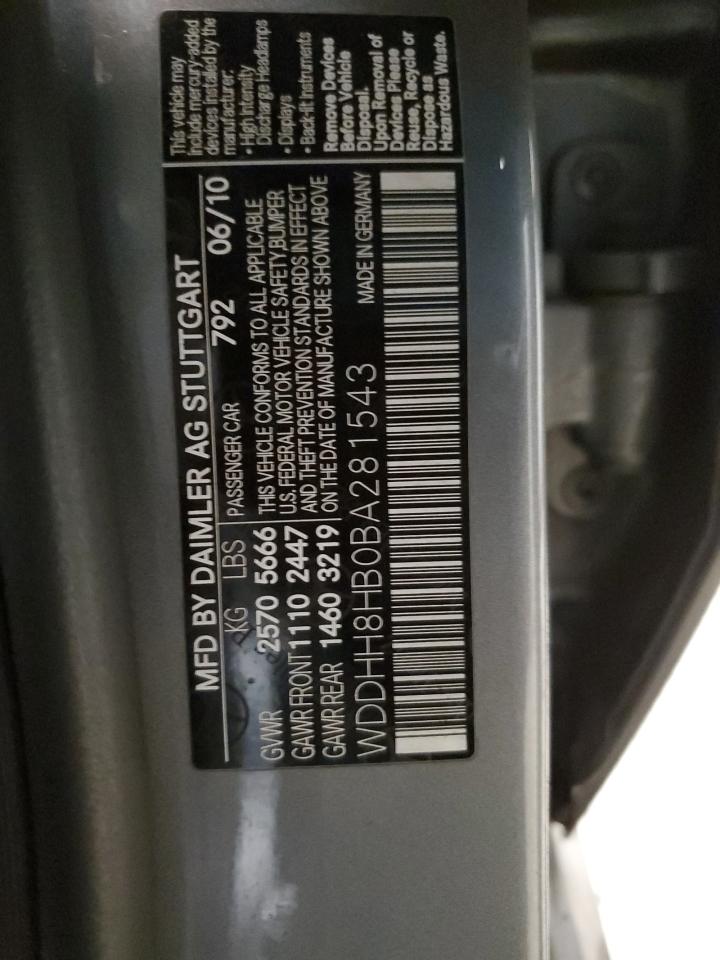 MFD BY DAIMLER AG STUTTGART
KG LBS PASSENGER CAR 792 06/10
GVWR 2570 5666
GAWR FRONT 1110 2447
GAWR REAR 1460 3219
THIS VEHICLE CONFORMS TO ALL APPLICABLE
U.S. FEDERAL MOTOR VEHICLE SAFETY, BUMPER
AND THEFT PREVENTION STANDARDS IN EFFECT
ON THE DATE OF MANUFACTURE SHOWN ABOVE
WDDHH8HB0BA281543 MADE IN GERMANY
This vehicle may
include mercury-added
devices installed by the
manufacturer:
• High Intensity
Discharge Headlamps
• Displays
• Back-lit Instruments
Remove Devices
Before Vehicle
Disposal.
Upon Removal of
Devices Please
Reuse, Recycle or
Dispose as
Hazardous Waste.